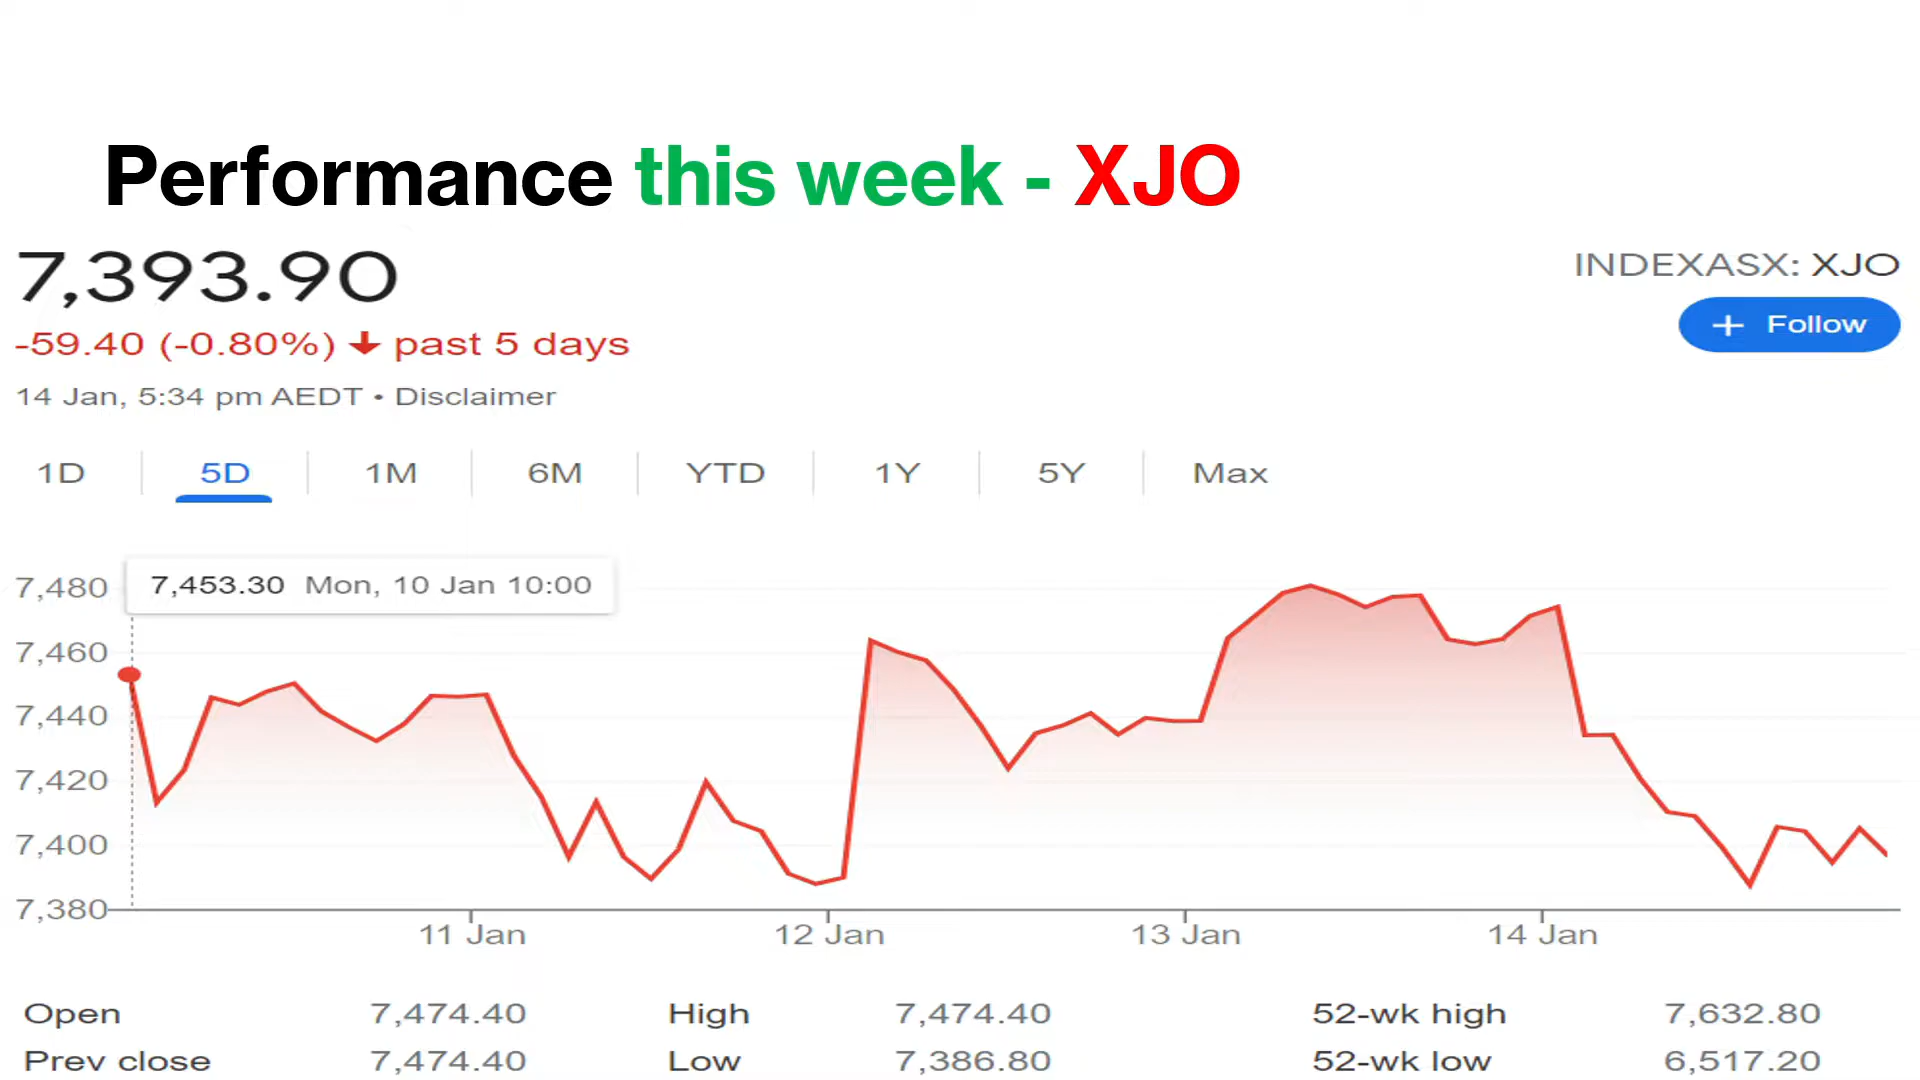 Performance this week - XJO
7,393.90
INDEXASX: XJO
-59.40 (-0.80%) ↓ past 5 days
+ Follow
14 Jan, 5:34 pm AEDT • Disclaimer
1D 5D 1M 6M YTD 1Y 5Y Max
7,453.30 Mon, 10 Jan 10:00
7,480
7,460
7,440
7,420
7,400
7,380
11 Jan 12 Jan 13 Jan 14 Jan
Open 7,474.40 High 7,474.40 52-wk high 7,632.80
Prev close 7,474.40 Low 7,386.80 52-wk low 6,517.20